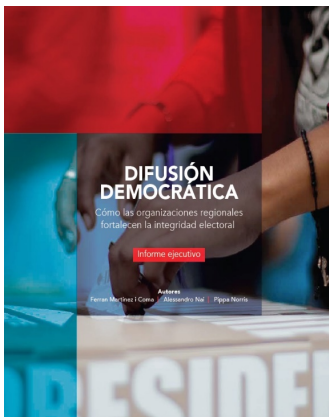 DIFUSIÓN
DEMOCRÁTICA
Cómo las organizaciones regionales
fortalecen la integridad electoral
Informe ejecutivo
Autores
Ferran Martínez i Coma | Alessandro Nai | Pippa Norris
PRESIDEN